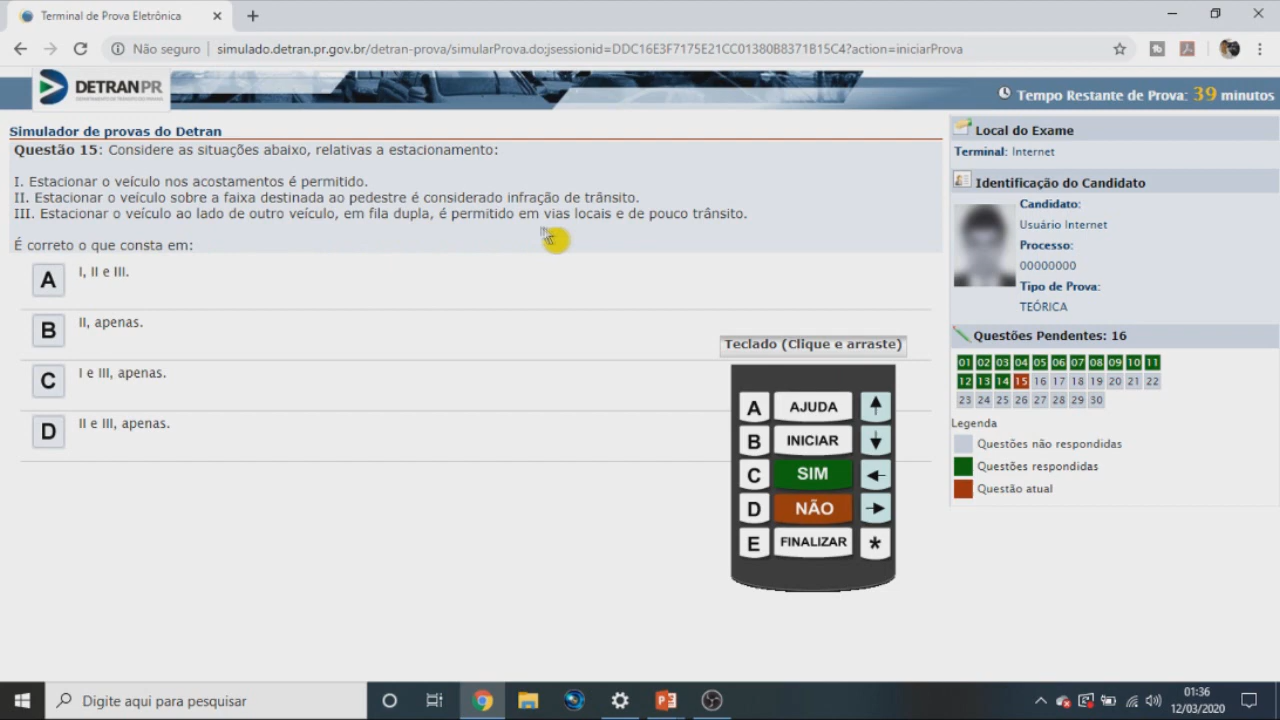 Terminal de Prova Eletrônica
Não seguro | simulado.detran.pr.gov.br/detran-prova/simularProva.do;jsessionid=DDC16E3F7175E21CC01380B8371B15C4?action=iniciarProva
DETRANPR
Tempo Restante de Prova: 39 minutos
Simulador de provas do Detran
Questão 15: Considere as situações abaixo, relativas a estacionamento:
I. Estacionar o veículo nos acostamentos é permitido.
II. Estacionar o veículo sobre a faixa destinada ao pedestre é considerado infração de trânsito.
III. Estacionar o veículo ao lado de outro veículo, em fila dupla, é permitido em vias locais e de pouco trânsito.
É correto o que consta em:
A I, II e III.
B II, apenas.
C I e III, apenas.
D II e III, apenas.
Teclado (Clique e arraste)
A AJUDA
B INICIAR
C SIM
D NÃO
E FINALIZAR *
Local do Exame
Terminal: Internet
Identificação do Candidato
Candidato:
Usuário Internet
Processo:
00000000
Tipo de Prova:
TEÓRICA
Questões Pendentes: 16
01 02 03 04 05 06 07 08 09 10 11
12 13 14 15 16 17 18 19 20 21 22
23 24 25 26 27 28 29 30
Legenda
Questões não respondidas
Questões respondidas
Questão atual
Digite aqui para pesquisar
01:36
12/03/2020